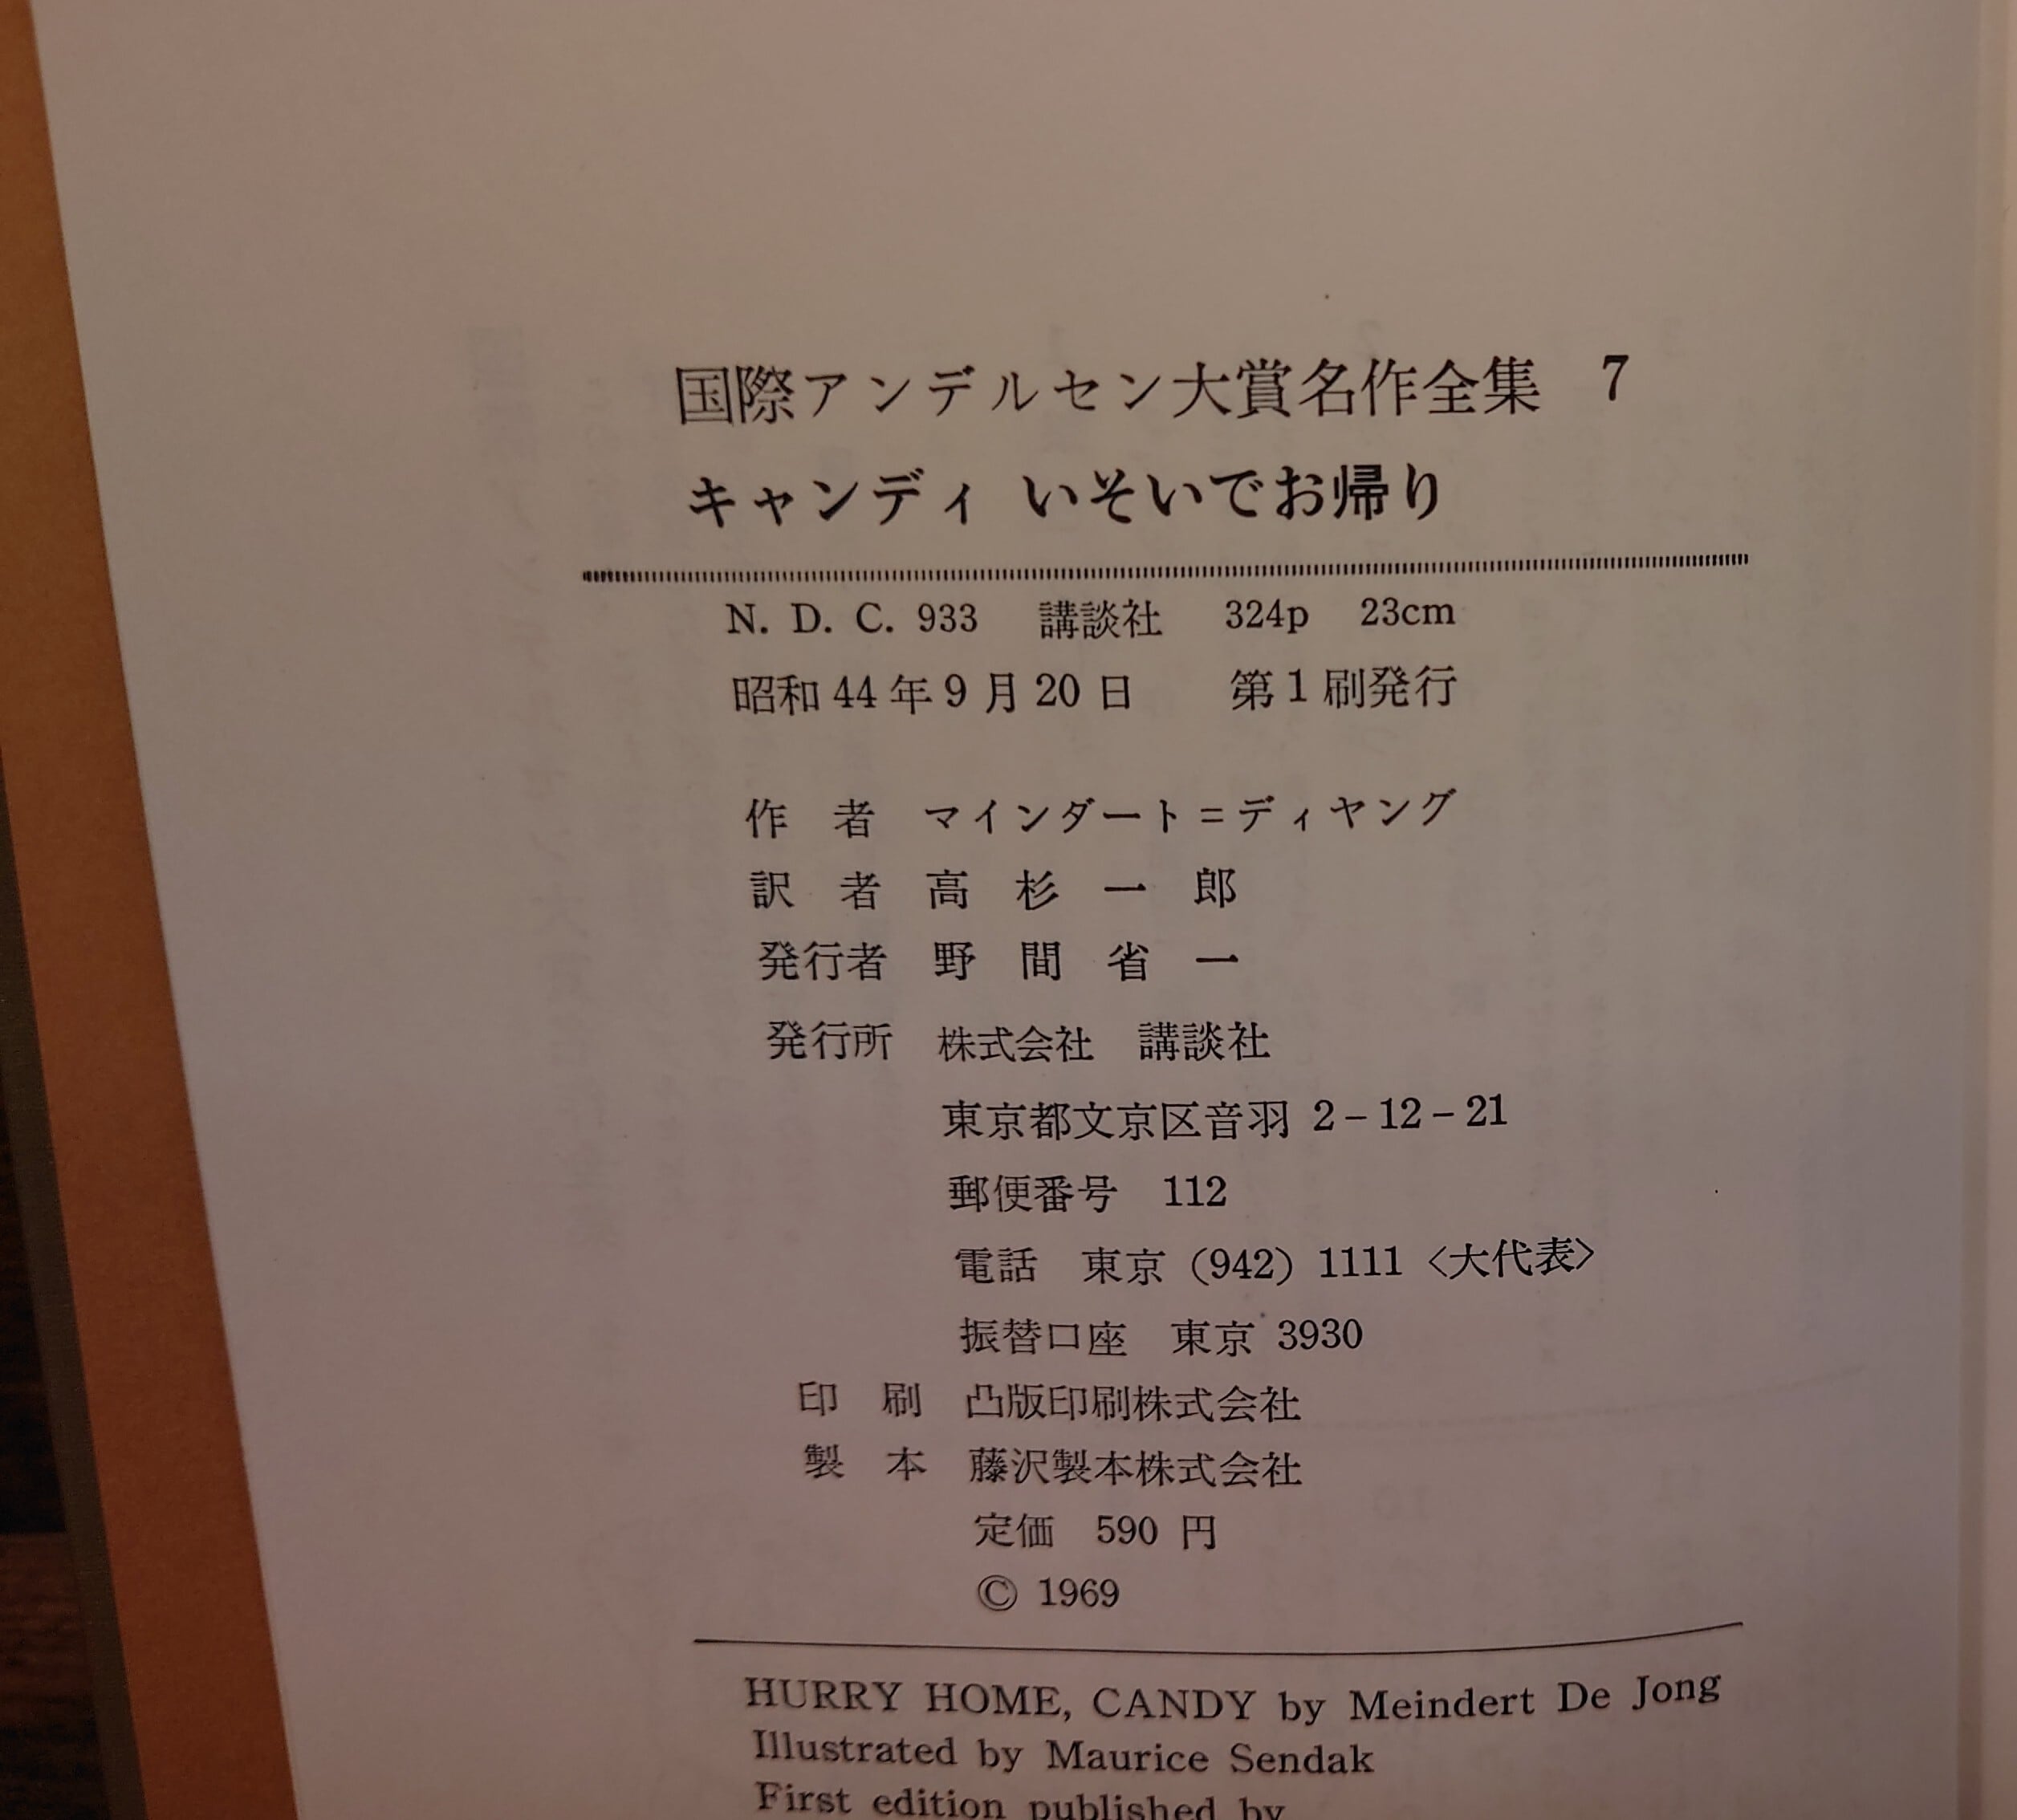 国際アンデルセン大賞名作全集 7
キャンディ いそいでお帰り
N. D. C. 933 講談社 324p 23cm
昭和44年9月20日 第1刷発行
作者 マインダート=ディヤング
訳者 高杉一郎
発行者 野間省一
発行所 株式会社 講談社
東京都文京区音羽 2-12-21
郵便番号 112
電話 東京 (942) 1111 〈大代表〉
振替口座 東京 3930
印刷 凸版印刷株式会社
製本 藤沢製本株式会社
定価 590 円
© 1969
HURRY HOME, CANDY by Meindert De Jong
Illustrated by Maurice Sendak
First edition published by